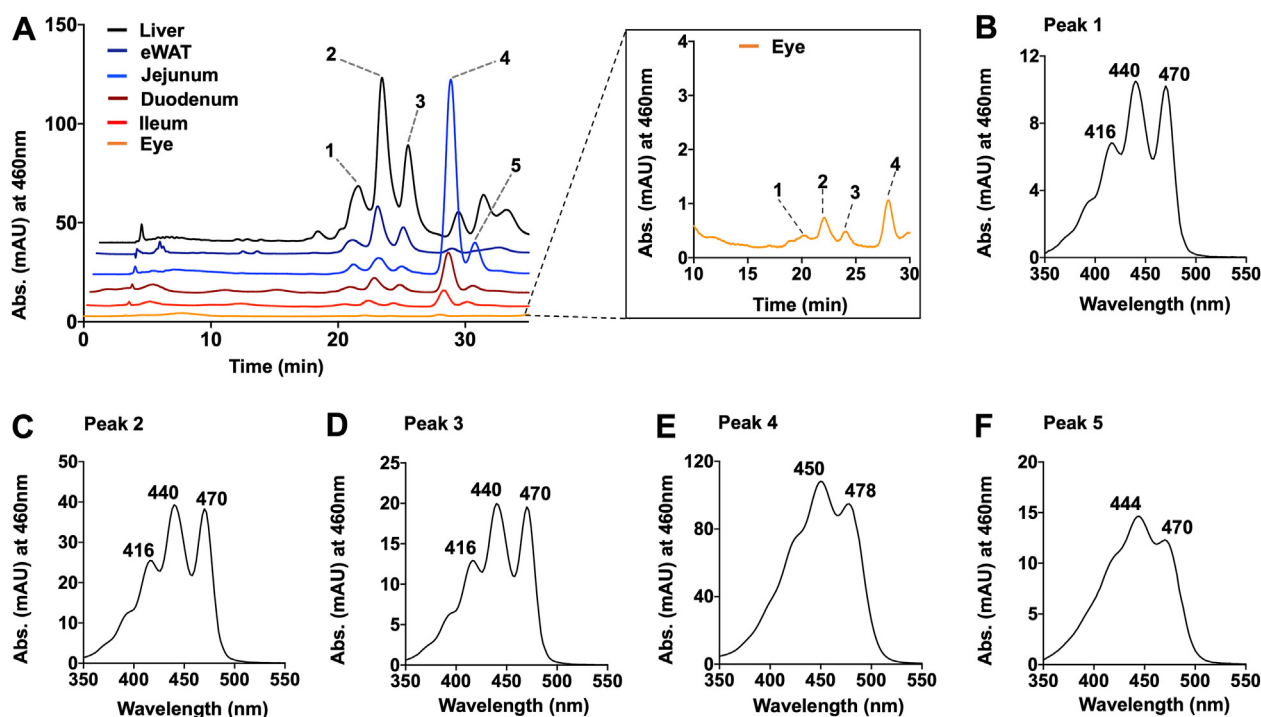 A
Abs. (mAU) at 460nm
150
100
50
0
0
10
20
30
Time (min)
Liver
eWAT
Jejunum
Duodenum
Ileum
Eye
1
2
3
4
5
Abs. (mAU) at 460nm
4
3
2
1
0
10
15
20
25
30
Time (min)
Eye
1
2
3
4
B
Peak 1
Abs. (mAU) at 460nm
12
8
4
0
350
400
450
500
550
Wavelength (nm)
416
440
470
C
Peak 2
Abs. (mAU) at 460nm
50
40
30
20
10
0
350
400
450
500
550
Wavelength (nm)
416
440
470
D
Peak 3
Abs. (mAU) at 460nm
25
20
15
10
5
0
350
400
450
500
550
Wavelength (nm)
416
440
470
E
Peak 4
Abs. (mAU) at 460nm
120
80
40
0
350
400
450
500
550
Wavelength (nm)
450
478
F
Peak 5
Abs. (mAU) at 460nm
20
15
10
5
0
350
400
450
500
550
Wavelength (nm)
444
470